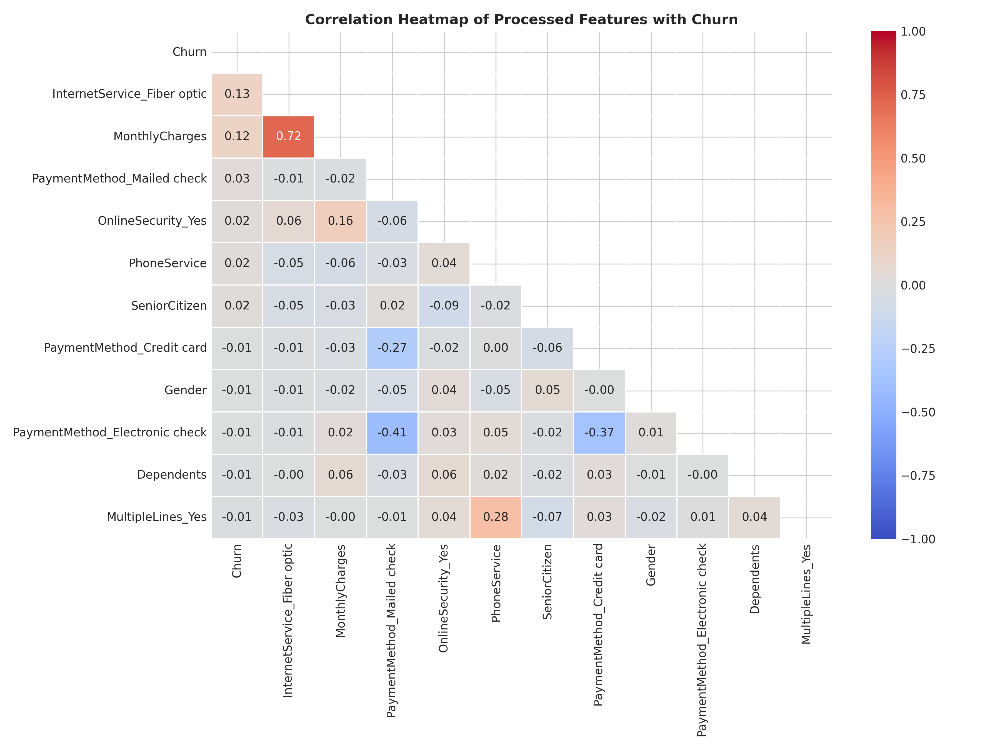 Correlation Heatmap of Processed Features with Churn
Churn
InternetService_Fiber optic 0.13
MonthlyCharges 0.12 0.72
PaymentMethod_Mailed check 0.03 -0.01 -0.02
OnlineSecurity_Yes 0.02 0.06 0.16 -0.06
PhoneService 0.02 -0.05 -0.06 -0.03 0.04
SeniorCitizen 0.02 -0.05 -0.03 0.02 -0.09 -0.02
PaymentMethod_Credit card -0.01 -0.01 -0.03 -0.27 -0.02 0.00 -0.06
Gender -0.01 -0.01 -0.02 -0.05 0.04 -0.05 0.05 -0.00
PaymentMethod_Electronic check -0.01 -0.01 0.02 -0.41 0.03 0.05 -0.02 -0.37 0.01
Dependents -0.01 -0.00 0.06 -0.03 0.06 0.02 -0.02 0.03 -0.01 -0.00
MultipleLines_Yes -0.01 -0.03 -0.00 -0.01 0.04 0.28 -0.07 0.03 -0.02 0.01 0.04
Churn
InternetService_Fiber optic
MonthlyCharges
PaymentMethod_Mailed check
OnlineSecurity_Yes
PhoneService
SeniorCitizen
PaymentMethod_Credit card
Gender
PaymentMethod_Electronic check
Dependents
MultipleLines_Yes
1.00
0.75
0.50
0.25
0.00
−0.25
−0.50
−0.75
−1.00